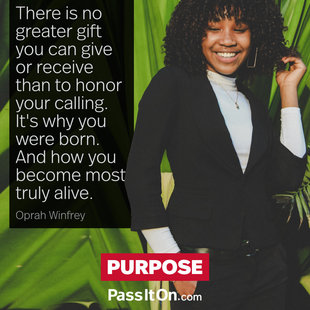 There is no
greater gift
you can give
or receive
than to honor
your calling.
It's why you
were born.
And how you
become most
truly alive.
Oprah Winfrey
PURPOSE
PassItOn.com